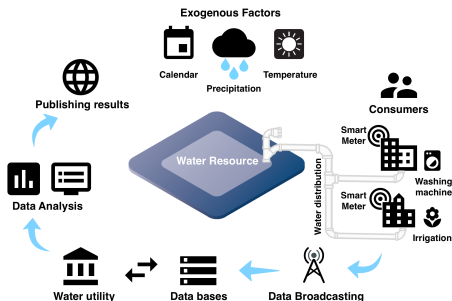 Exogenous Factors
Calendar
Precipitation
Temperature
Publishing results
Consumers
Smart
Meter
Water Resource
Washing
machine
Water distribution
Smart
Meter
Data Analysis
Irrigation
Water utility
Data bases
Data Broadcasting